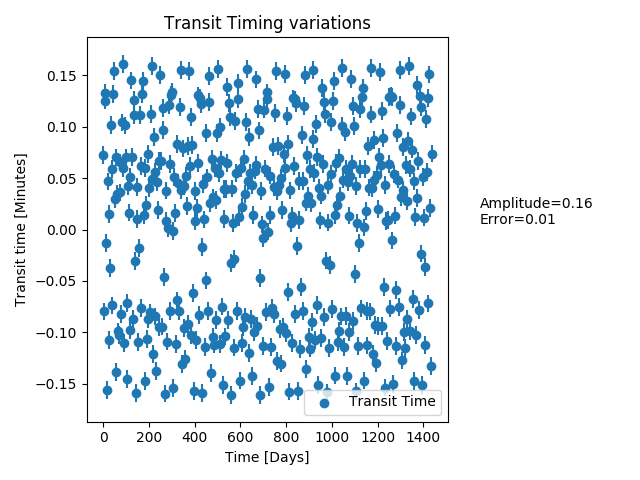 Transit Timing variations
Transit time [Minutes]
0.15
0.10
0.05
0.00
−0.05
−0.10
−0.15
Amplitude=0.16
Error=0.01
Transit Time
0 200 400 600 800 1000 1200 1400
Time [Days]